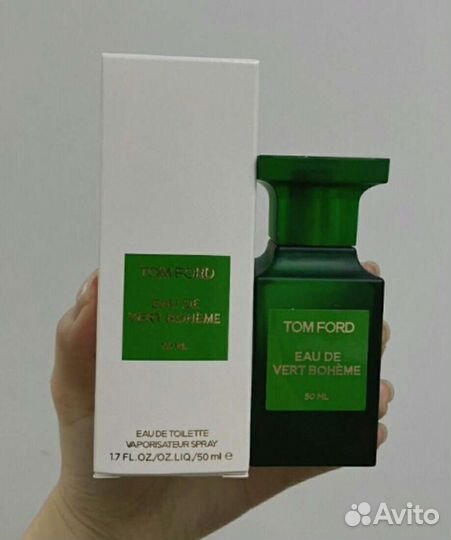 TOM FORD
EAU DE
VERT BOHÈME
50 ML
EAU DE TOILETTE
VAPORISATEUR SPRAY
1.7 FL.OZ/OZ.LIQ/50 ml e
TOM FORD
EAU DE
VERT BOHÈME
50 ML
Avito